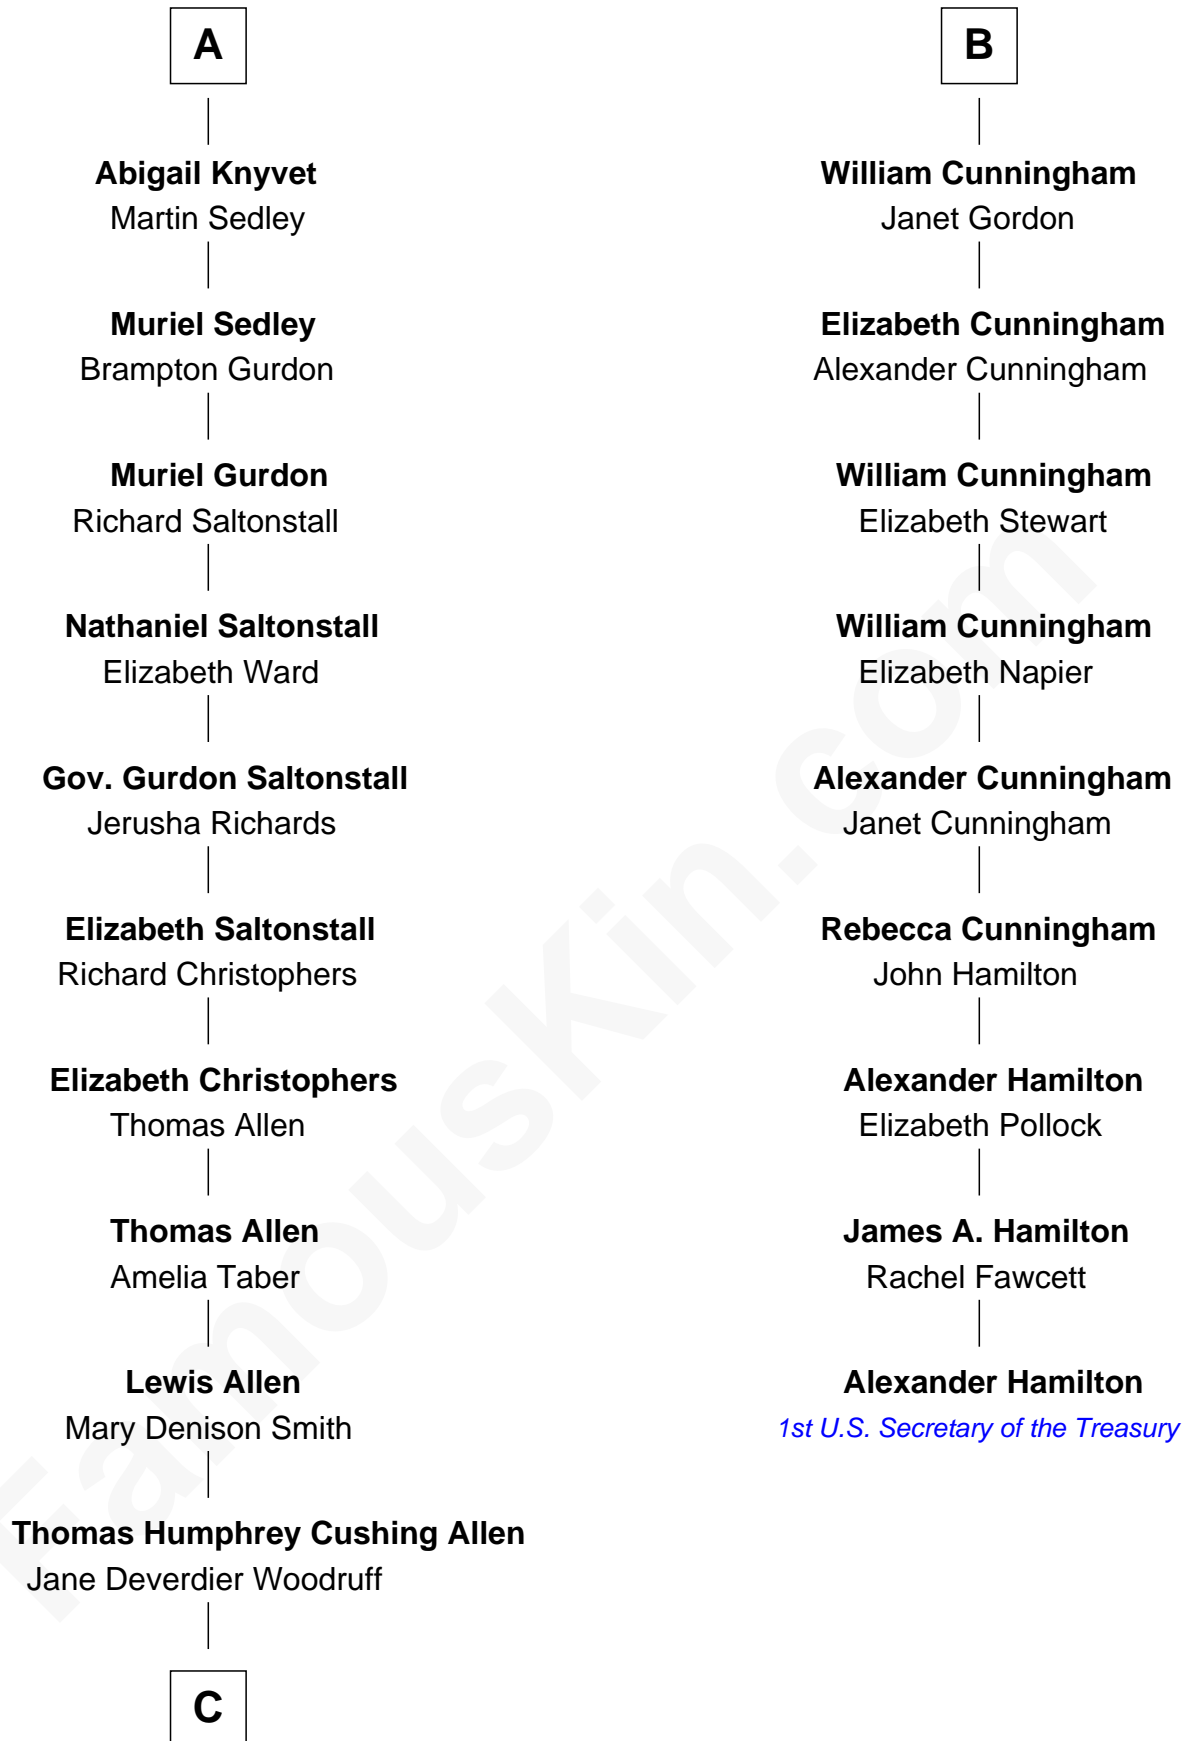 A
Abigail Knyvet
Martin Sedley
Muriel Sedley
Brampton Gurdon
Muriel Gurdon
Richard Saltonstall
Nathaniel Saltonstall
Elizabeth Ward
Gov. Gurdon Saltonstall
Jerusha Richards
Elizabeth Saltonstall
Richard Christophers
Elizabeth Christophers
Thomas Allen
Thomas Allen
Amelia Taber
Lewis Allen
Mary Denison Smith
Thomas Humphrey Cushing Allen
Jane Deverdier Woodruff
C
B
William Cunningham
Janet Gordon
Elizabeth Cunningham
Alexander Cunningham
William Cunningham
Elizabeth Stewart
William Cunningham
Elizabeth Napier
Alexander Cunningham
Janet Cunningham
Rebecca Cunningham
John Hamilton
Alexander Hamilton
Elizabeth Pollock
James A. Hamilton
Rachel Fawcett
Alexander Hamilton
1st U.S. Secretary of the Treasury
FamousKin.com